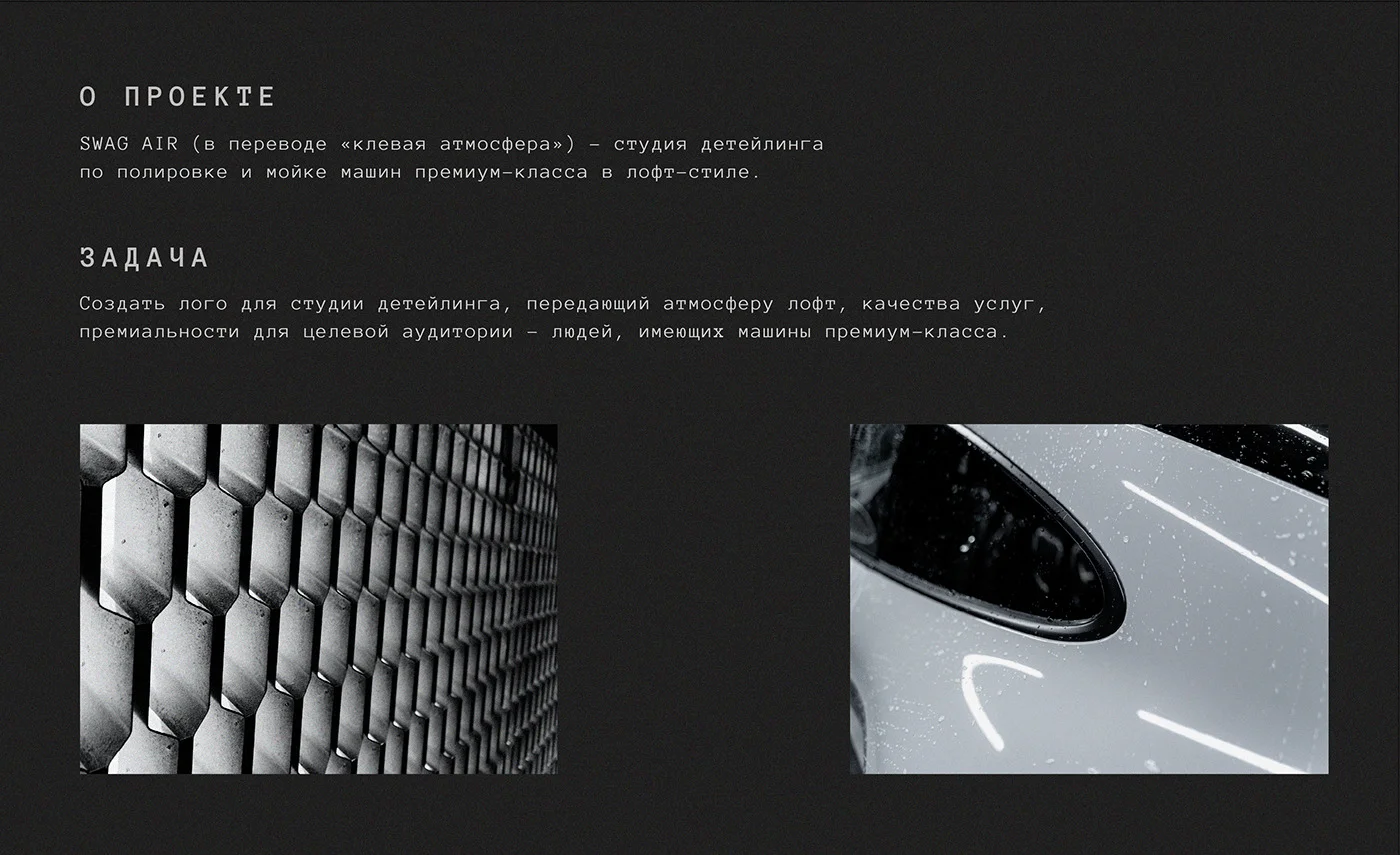 О ПРОЕКТЕ
SWAG AIR (в переводе «клевая атмосфера») – студия детейлинга
по полировке и мойке машин премиум-класса в лофт-стиле.
ЗАДАЧА
Создать лого для студии детейлинга, передающий атмосферу лофт, качества услуг,
премиальности для целевой аудитории – людей, имеющих машины премиум-класса.